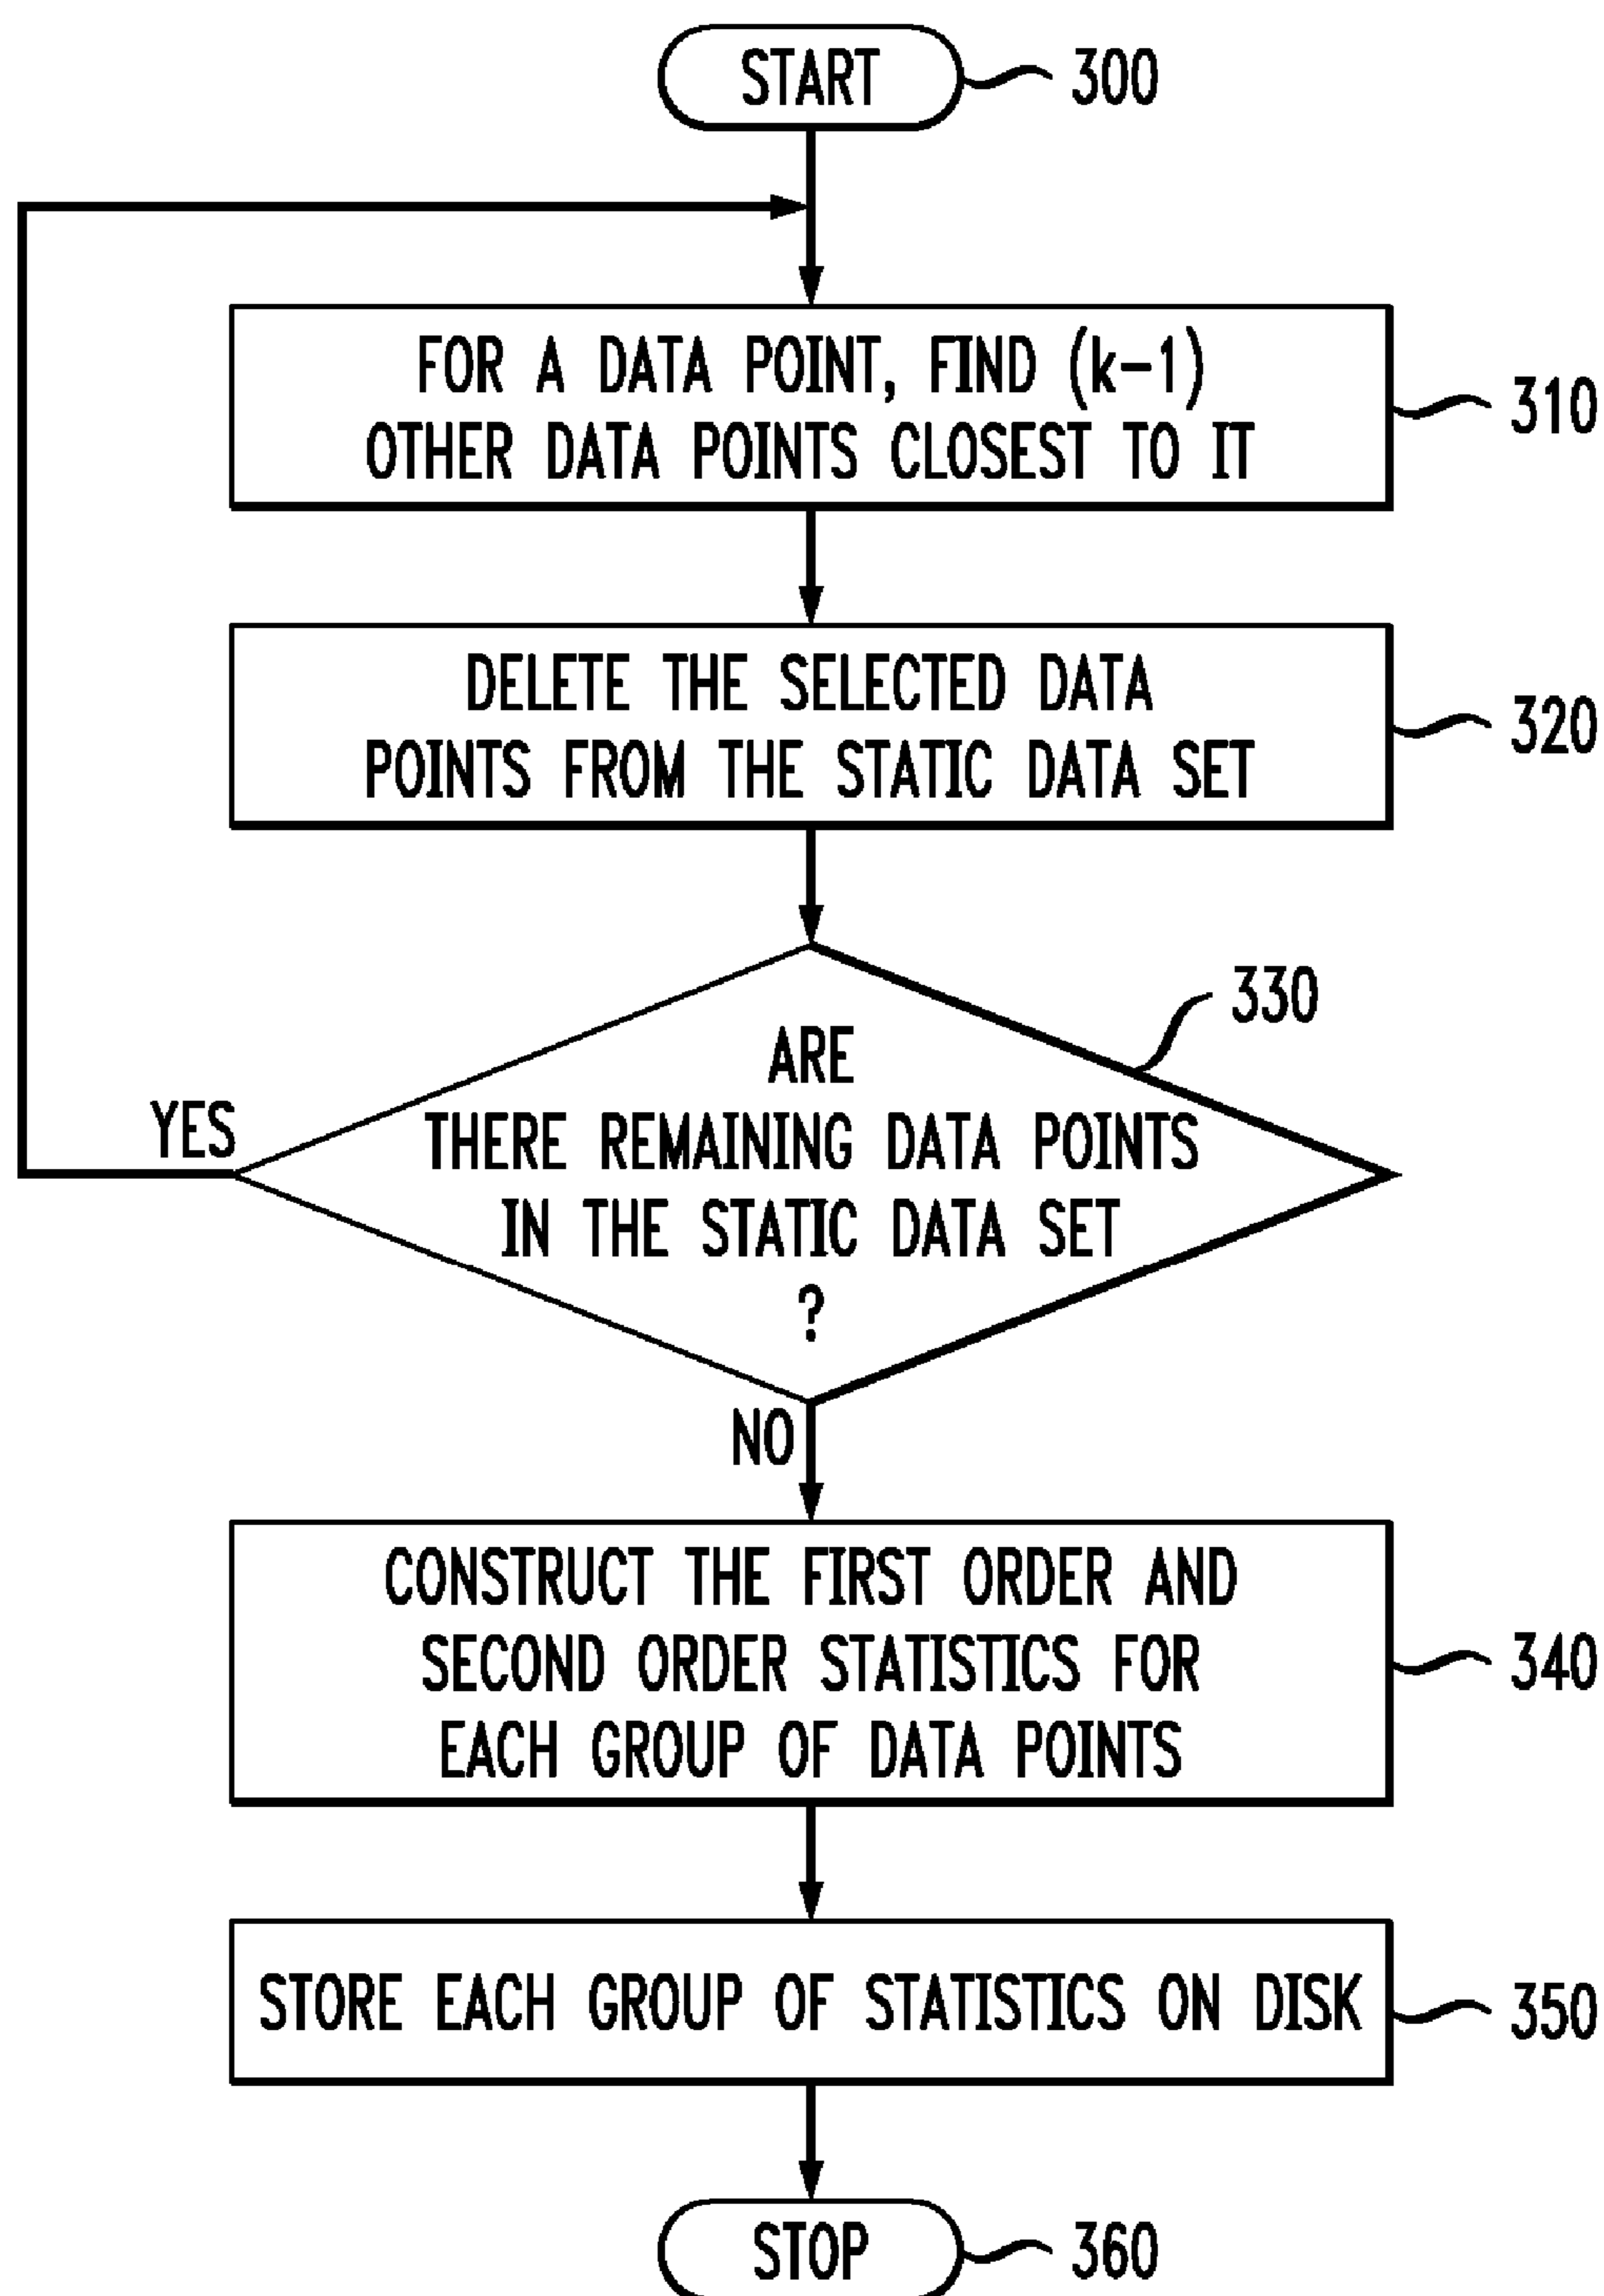 START
300
FOR A DATA POINT, FIND (k-1)
OTHER DATA POINTS CLOSEST TO IT
310
DELETE THE SELECTED DATA
POINTS FROM THE STATIC DATA SET
320
330
ARE
THERE REMAINING DATA POINTS
IN THE STATIC DATA SET
?
YES
NO
CONSTRUCT THE FIRST ORDER AND
SECOND ORDER STATISTICS FOR
EACH GROUP OF DATA POINTS
340
STORE EACH GROUP OF STATISTICS ON DISK
350
STOP
360